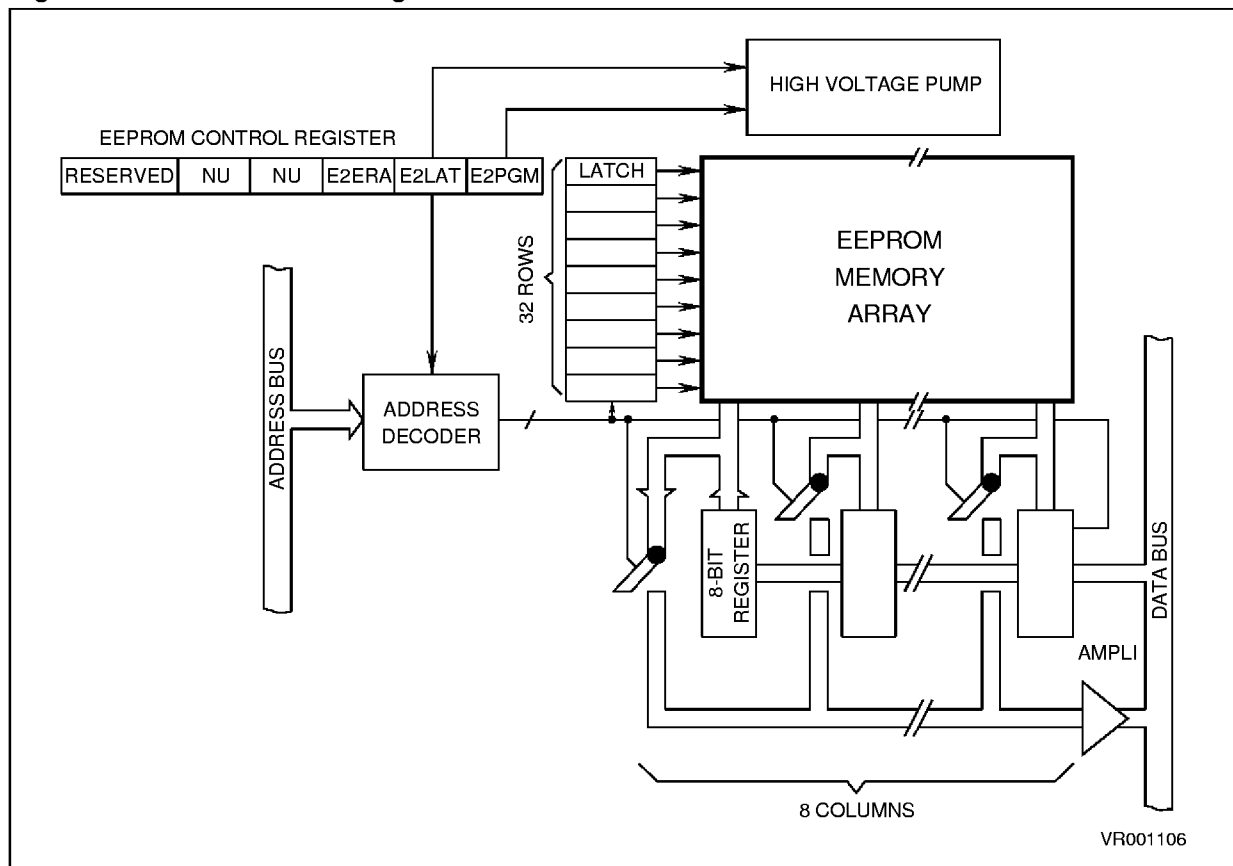 HIGH VOLTAGE PUMP
EEPROM CONTROL REGISTER
RESERVED NU NU E2ERA E2LAT E2PGM
LATCH
32 ROWS
EEPROM
MEMORY
ARRAY
ADDRESS BUS
ADDRESS
DECODER
8-BIT
REGISTER
DATA BUS
AMPLI
8 COLUMNS
VR001106